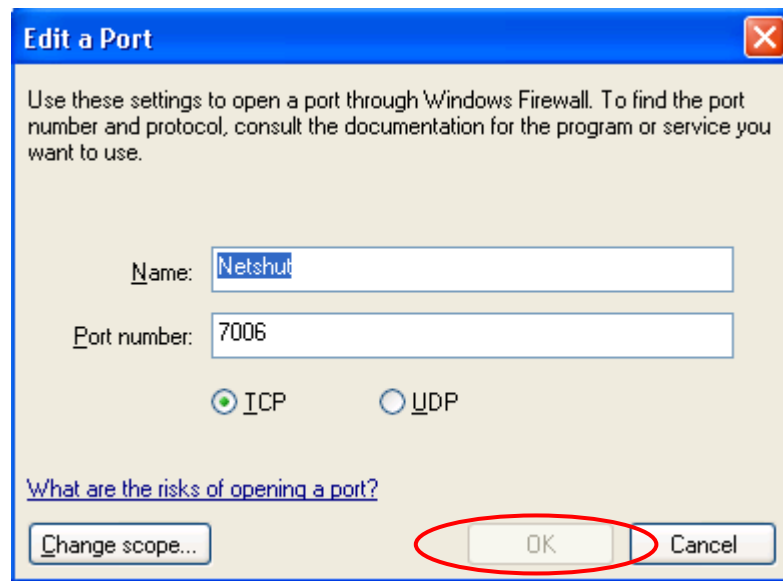 Edit a Port
Use these settings to open a port through Windows Firewall. To find the port
number and protocol, consult the documentation for the program or service you
want to use.
Name: Netshut
Port number: 7006
TCP UDP
What are the risks of opening a port?
Change scope... OK Cancel